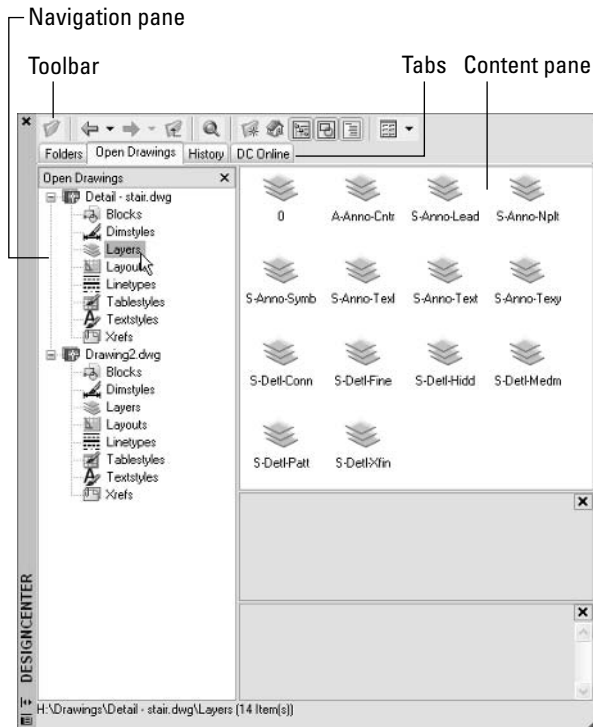 Navigation pane
Toolbar
Tabs
Content pane
Folders
Open Drawings
History
DC Online
Open Drawings
Detail - stair.dwg
Blocks
Dimstyles
Layers
Layouts
Linetypes
Tablestyles
Textstyles
Xrefs
Drawing2.dwg
Blocks
Dimstyles
Layers
Layouts
Linetypes
Tablestyles
Textstyles
Xrefs
0
A-Anno-Cntr
S-Anno-Lead
S-Anno-Nplt
S-Anno-Symb
S-Anno-Texl
S-Anno-Text
S-Anno-Texy
S-Detl-Conn
S-Detl-Fine
S-Detl-Hidd
S-Detl-Medm
S-Detl-Patt
S-Detl-Xfin
DESIGNCENTER
H:\Drawings\Detail - stair.dwg\Layers (14 Item(s))